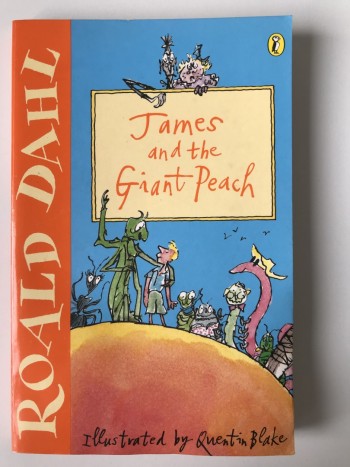 ROALD DAHL
James
and the
Giant Peach
Illustrated by Quentin Blake